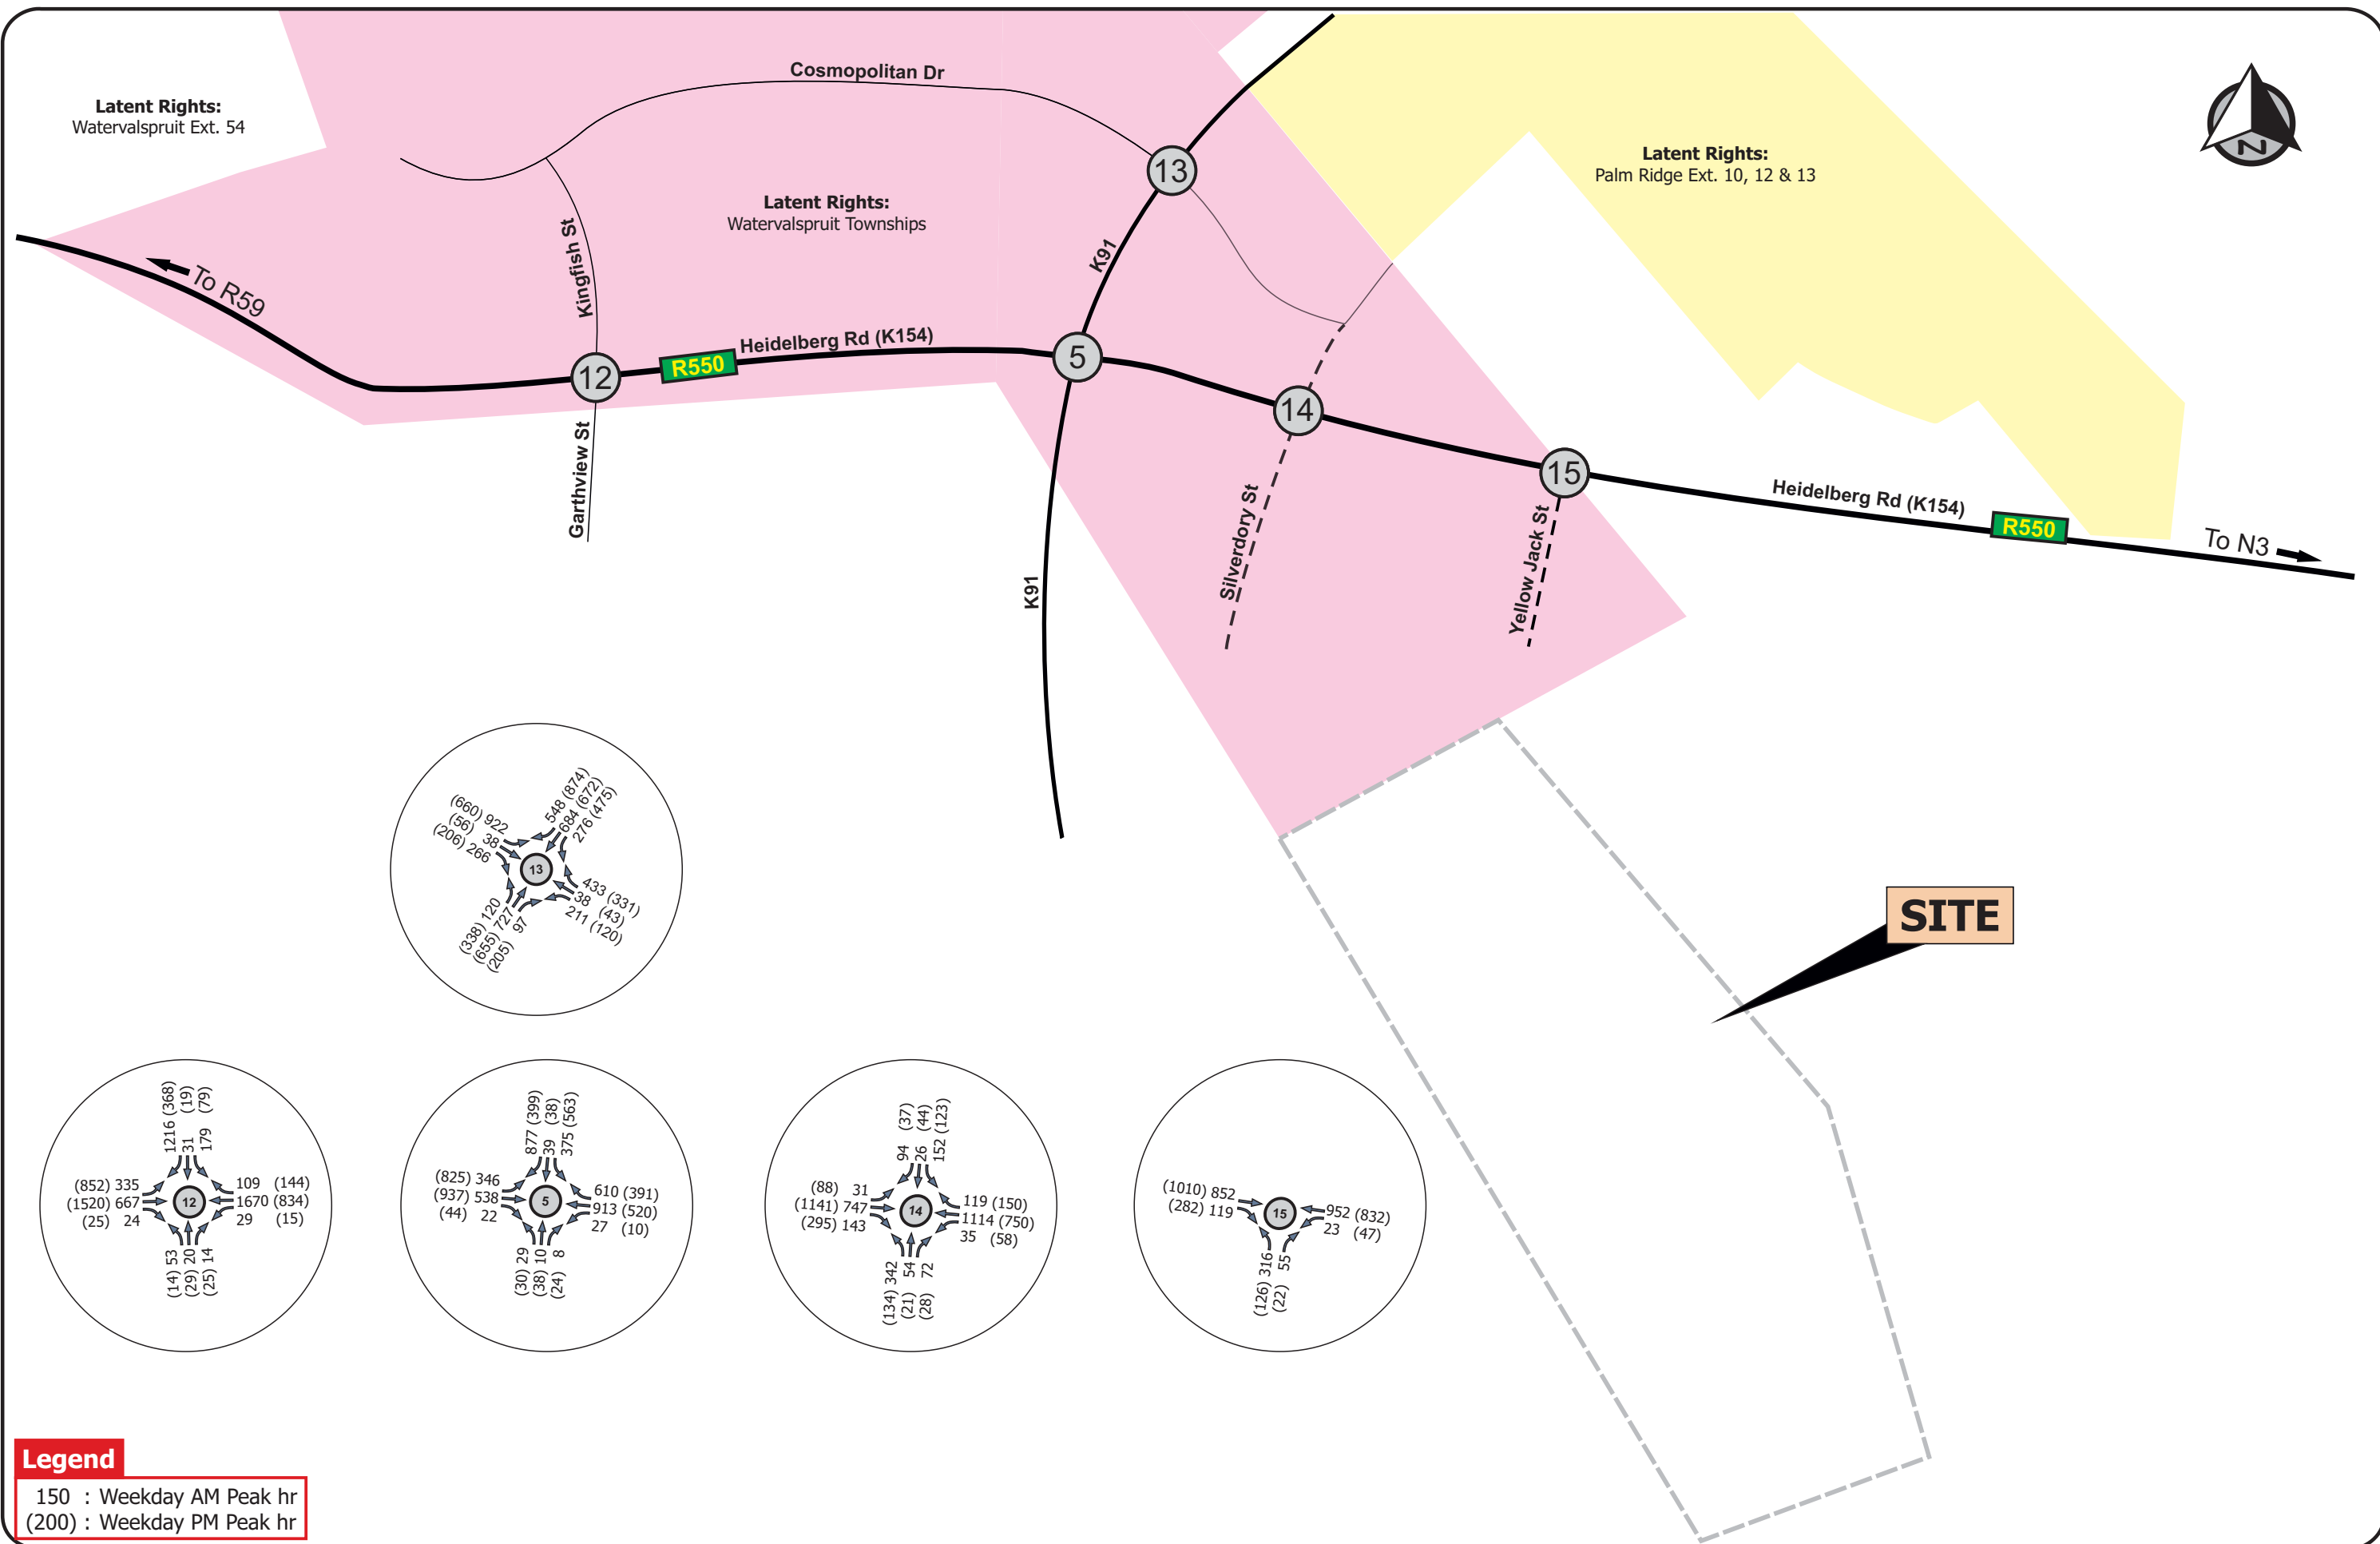 Cosmopolitan Dr
Latent Rights:
Watervalspruit Ext. 54
N
13
Latent Rights:
Palm Ridge Ext. 10, 12 & 13
Latent Rights:
Watervalspruit Townships
Kingfish St
K91
To R59
Heidelberg Rd (K154)
R550
12
5
14
15
Garthview St
Silverdory St
Yellow Jack St
K91
Heidelberg Rd (K154)
R550
To N3
SITE
548 (874)
684 (672)
276 (475)
(660) 922
(56) 38
(206) 266
13
433 (331)
38 (43)
211 (120)
(338) 120
(655) 727
(205) 97
1216 (368)
31 (19)
179 (79)
(852) 335
(1520) 667
(25) 24
12
109 (144)
1670 (834)
29 (15)
(14) 53
(29) 20
(25) 14
877 (399)
39 (38)
375 (563)
(825) 346
(937) 538
(44) 22
5
610 (391)
913 (520)
27 (10)
(30) 29
(38) 10
(24) 8
94 (37)
26 (44)
152 (123)
(88) 31
(1141) 747
(295) 143
14
119 (150)
1114 (750)
35 (58)
(134) 342
(21) 54
(28) 72
(1010) 852
(282) 119
15
952 (832)
23 (47)
(126) 316
(22) 55
Legend
150 : Weekday AM Peak hr
(200) : Weekday PM Peak hr